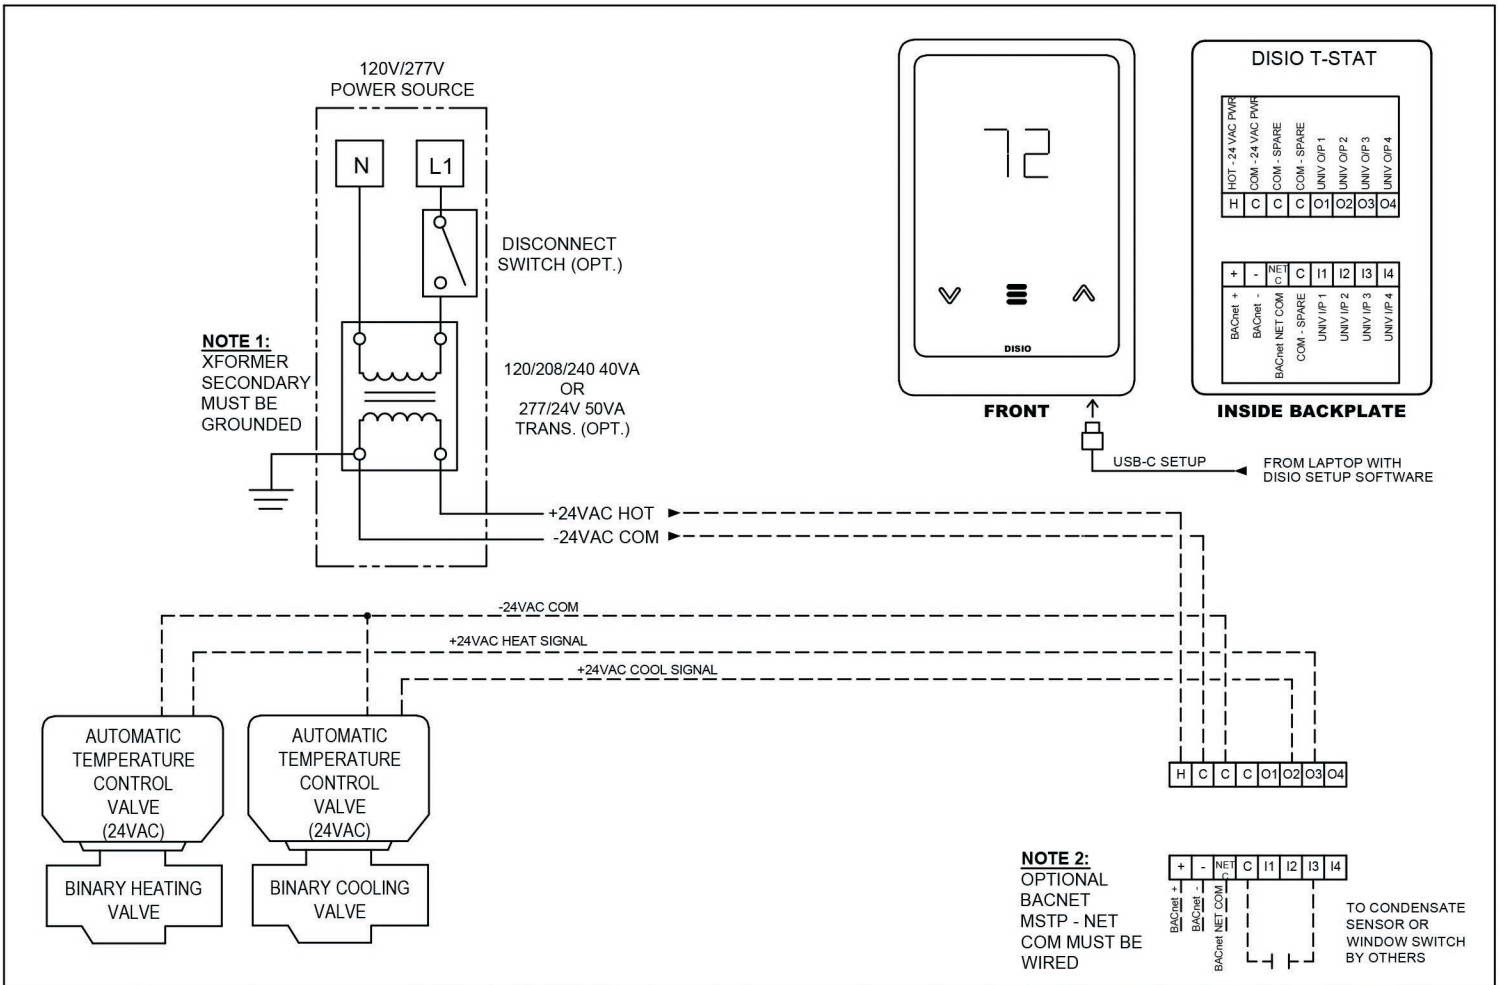 120V/277V
POWER SOURCE
N
L1
DISCONNECT
SWITCH (OPT.)
NOTE 1:
XFORMER
SECONDARY
MUST BE
GROUNDED
120/208/240 40VA
OR
277/24V 50VA
TRANS. (OPT.)
+24VAC HOT
-24VAC COM
72
DISIO
FRONT
USB-C SETUP
FROM LAPTOP WITH
DISIO SETUP SOFTWARE
DISIO T-STAT
HOT - 24 VAC PWR
COM - 24 VAC PWR
COM - SPARE
COM - SPARE
UNIV O/P 1
UNIV O/P 2
UNIV O/P 3
UNIV O/P 4
H C C C O1 O2 O3 O4
+ - NET C C I1 I2 I3 I4
BACnet +
BACnet -
BACnet NET COM
COM - SPARE
UNIV I/P 1
UNIV I/P 2
UNIV I/P 3
UNIV I/P 4
INSIDE BACKPLATE
-24VAC COM
+24VAC HEAT SIGNAL
+24VAC COOL SIGNAL
AUTOMATIC
TEMPERATURE
CONTROL
VALVE
(24VAC)
BINARY HEATING
VALVE
AUTOMATIC
TEMPERATURE
CONTROL
VALVE
(24VAC)
BINARY COOLING
VALVE
H C C C O1 O2 O3 O4
NOTE 2:
OPTIONAL
BACNET
MSTP - NET
COM MUST BE
WIRED
+ - NET C C I1 I2 I3 I4
BACnet +
BACnet -
BACnet NET COM
TO CONDENSATE
SENSOR OR
WINDOW SWITCH
BY OTHERS